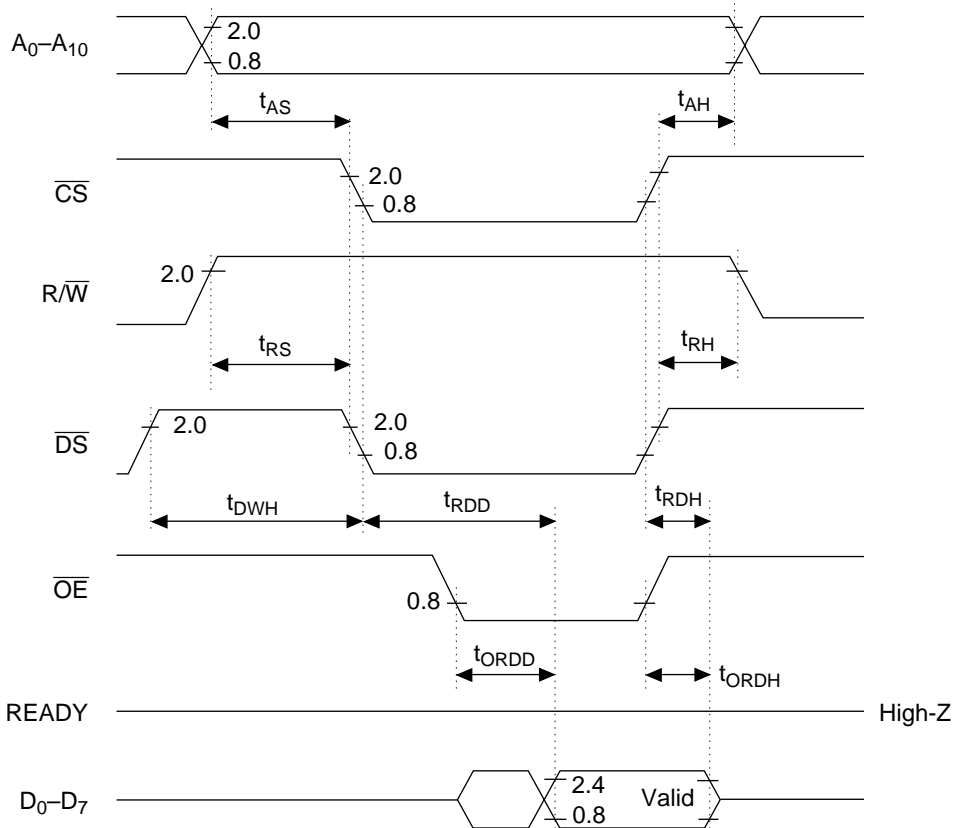 A0–A10
2.0
0.8
tAS
tAH
CS
2.0
0.8
R/W
2.0
tRS
tRH
DS
2.0
2.0
0.8
tDWH
tRDD
tRDH
OE
0.8
tORDD
tORDH
READY
High-Z
D0–D7
2.4
0.8
Valid